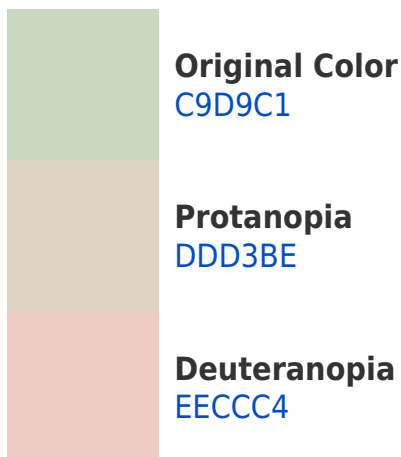 Original Color
C9D9C1
Protanopia
DDD3BE
Deuteranopia
EECCC4